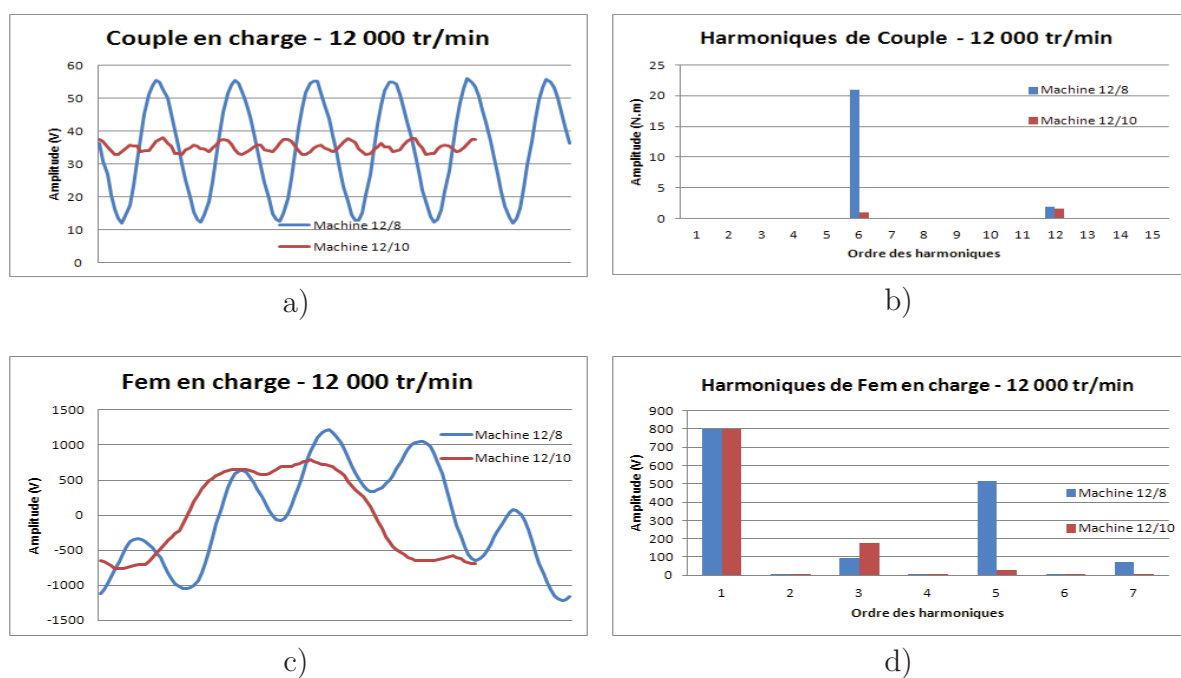 Couple en charge - 12 000 tr/min
Amplitude (V)
60
50
40
30
20
10
0
Machine 12/8
Machine 12/10
a)
Harmoniques de Couple - 12 000 tr/min
Amplitude (N.m)
25
20
15
10
5
0
Machine 12/8
Machine 12/10
1 2 3 4 5 6 7 8 9 10 11 12 13 14 15
Ordre des harmoniques
b)
Fem en charge - 12 000 tr/min
Amplitude (V)
1500
1000
500
0
-500
-1000
-1500
Machine 12/8
Machine 12/10
c)
Harmoniques de Fem en charge - 12 000 tr/min
Amplitude (V)
900
800
700
600
500
400
300
200
100
0
Machine 12/8
Machine 12/10
1 2 3 4 5 6 7
Ordre des harmoniques
d)